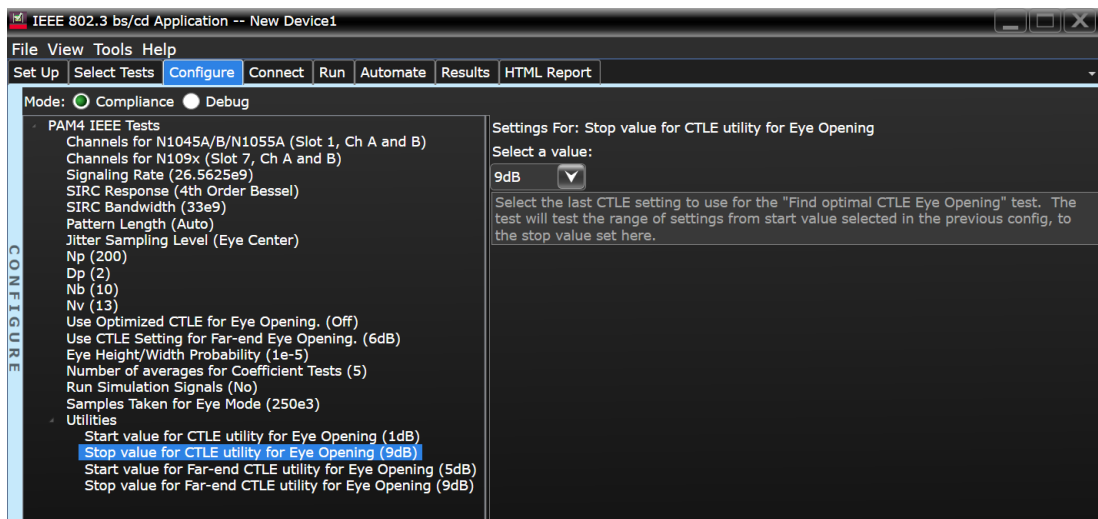 IEEE 802.3 bs/cd Application -- New Device1
File View Tools Help
Set Up Select Tests Configure Connect Run Automate Results HTML Report
Mode: Compliance Debug
CONFIGURE
PAM4 IEEE Tests
Channels for N1045A/B/N1055A (Slot 1, Ch A and B)
Channels for N109x (Slot 7, Ch A and B)
Signaling Rate (26.5625e9)
SIRC Response (4th Order Bessel)
SIRC Bandwidth (33e9)
Pattern Length (Auto)
Jitter Sampling Level (Eye Center)
Np (200)
Dp (2)
Nb (10)
Nv (13)
Use Optimized CTLE for Eye Opening. (Off)
Use CTLE Setting for Far-end Eye Opening. (6dB)
Eye Height/Width Probability (1e-5)
Number of averages for Coefficient Tests (5)
Run Simulation Signals (No)
Samples Taken for Eye Mode (250e3)
Utilities
Start value for CTLE utility for Eye Opening (1dB)
Stop value for CTLE utility for Eye Opening (9dB)
Start value for Far-end CTLE utility for Eye Opening (5dB)
Stop value for Far-end CTLE utility for Eye Opening (9dB)
Settings For: Stop value for CTLE utility for Eye Opening
Select a value:
9dB
Select the last CTLE setting to use for the "Find optimal CTLE Eye Opening" test. The
test will test the range of settings from start value selected in the previous config, to
the stop value set here.